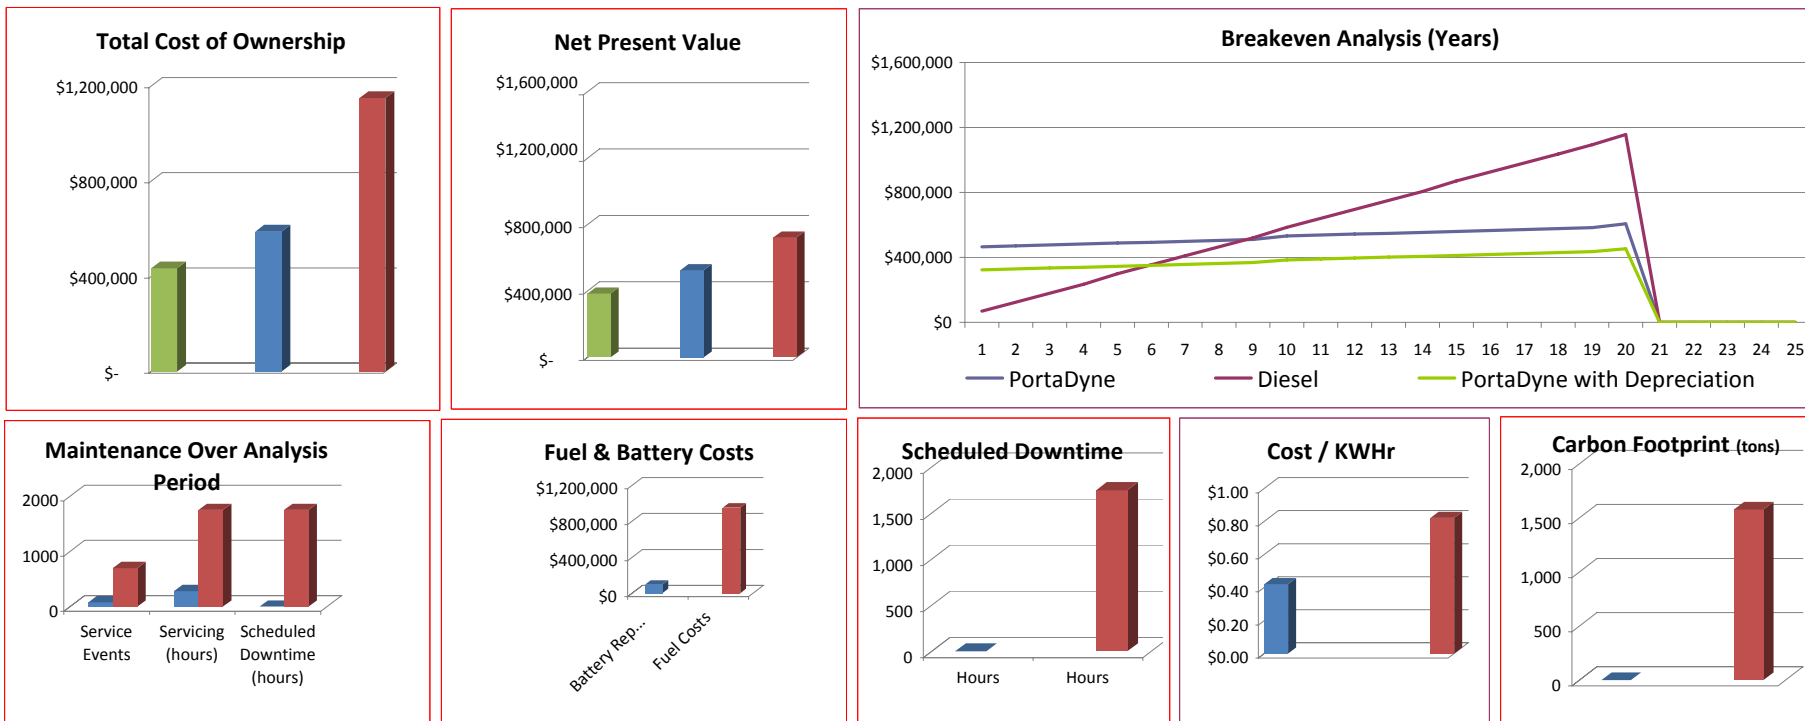 Total Cost of Ownership
$1,200,000
$800,000
$400,000
$-
Net Present Value
$1,600,000
$1,200,000
$800,000
$400,000
$-
Breakeven Analysis (Years)
$1,600,000
$1,200,000
$800,000
$400,000
$0
1 2 3 4 5 6 7 8 9 10 11 12 13 14 15 16 17 18 19 20 21 22 23 24 25
PortaDyne Diesel PortaDyne with Depreciation
Maintenance Over Analysis
Period
2000
1000
0
Service Events
Servicing (hours)
Scheduled Downtime (hours)
Fuel & Battery Costs
$1,200,000
$800,000
$400,000
$0
Battery Rep...
Fuel Costs
Scheduled Downtime
2,000
1,500
1,000
500
0
Hours Hours
Cost / KWHr
$1.00
$0.80
$0.60
$0.40
$0.20
$0.00
Carbon Footprint (tons)
2,000
1,500
1,000
500
0